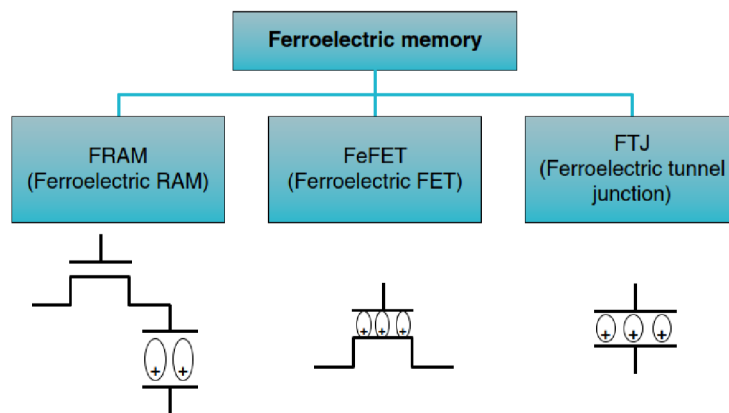 Ferroelectric memory
FRAM
(Ferroelectric RAM)
FeFET
(Ferroelectric FET)
FTJ
(Ferroelectric tunnel
junction)
+ +
+ + +
+ + +